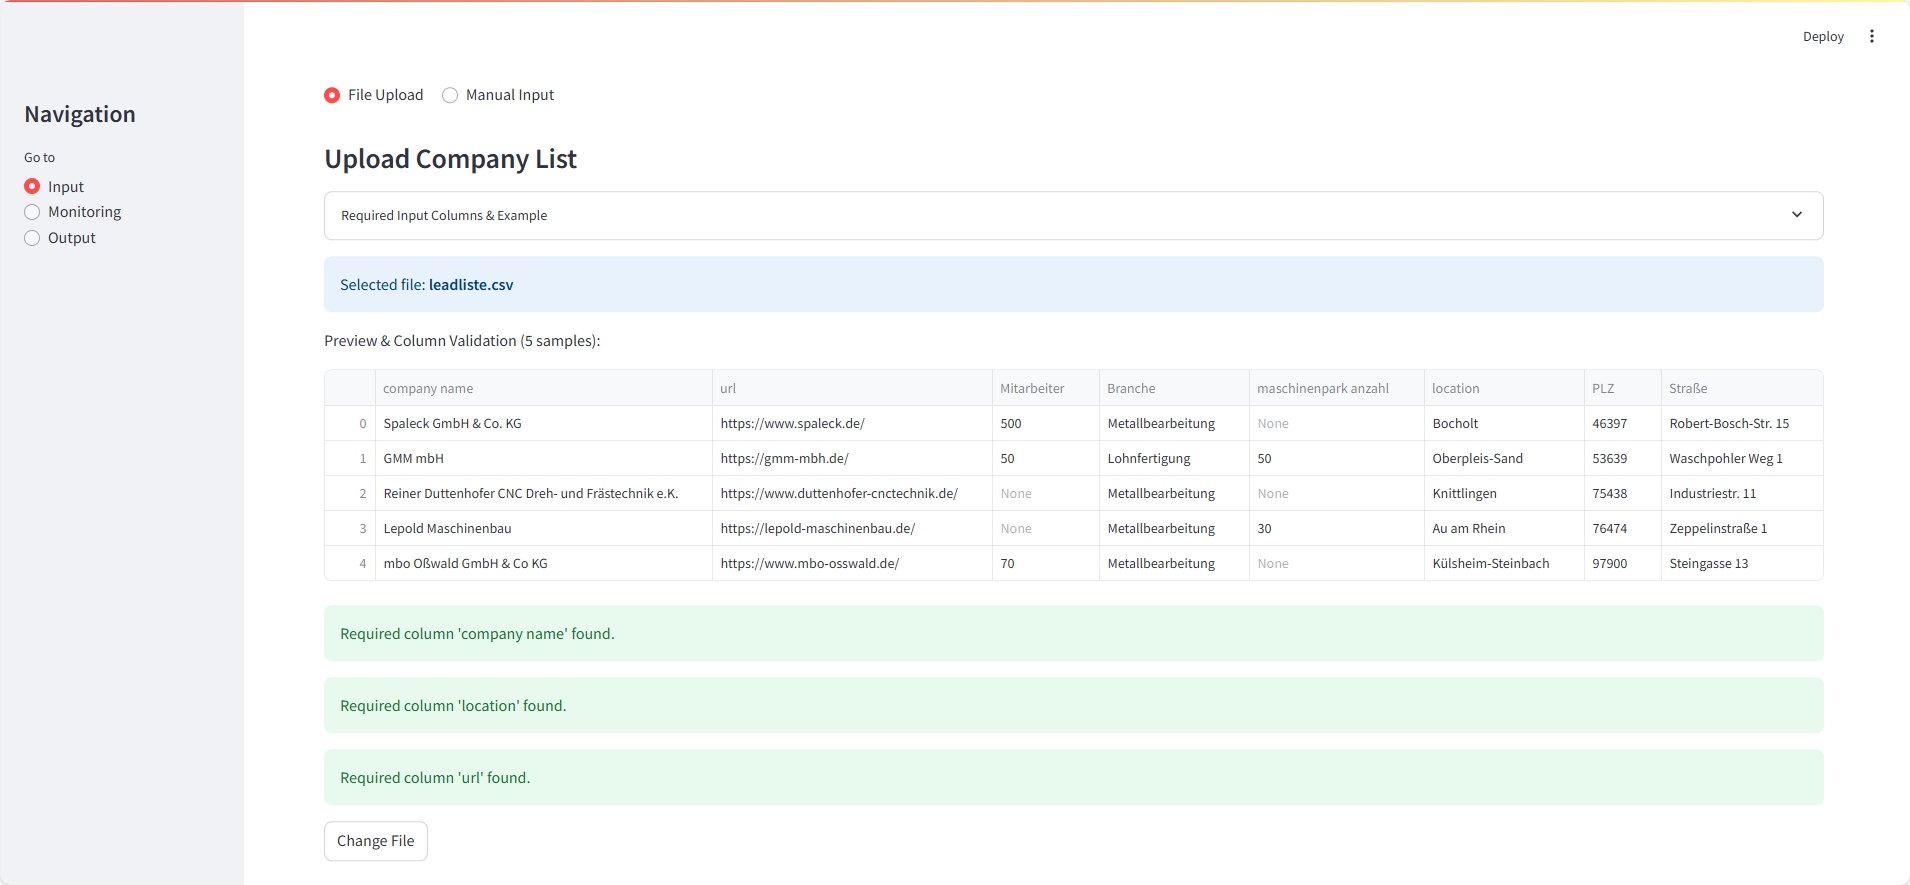 Deploy
Navigation
Go to
Input
Monitoring
Output
File Upload Manual Input
Upload Company List
Required Input Columns & Example
Selected file: leadliste.csv
Preview & Column Validation (5 samples):
company name url Mitarbeiter Branche maschinenpark anzahl location PLZ Straße
0 Spaleck GmbH & Co. KG https://www.spaleck.de/ 500 Metallbearbeitung None Bocholt 46397 Robert-Bosch-Str. 15
1 GMM mbH https://gmm-mbh.de/ 50 Lohnfertigung 50 Oberpleis-Sand 53639 Waschpohler Weg 1
2 Reiner Duttenhofer CNC Dreh- und Frästechnik e.K. https://www.duttenhofer-cnctechnik.de/ None Metallbearbeitung None Knittlingen 75438 Industriestr. 11
3 Lepold Maschinenbau https://lepold-maschinenbau.de/ None Metallbearbeitung 30 Au am Rhein 76474 Zeppelinstraße 1
4 mbo Oßwald GmbH & Co KG https://www.mbo-osswald.de/ 70 Metallbearbeitung None Külsheim-Steinbach 97900 Steingasse 13
Required column 'company name' found.
Required column 'location' found.
Required column 'url' found.
Change File